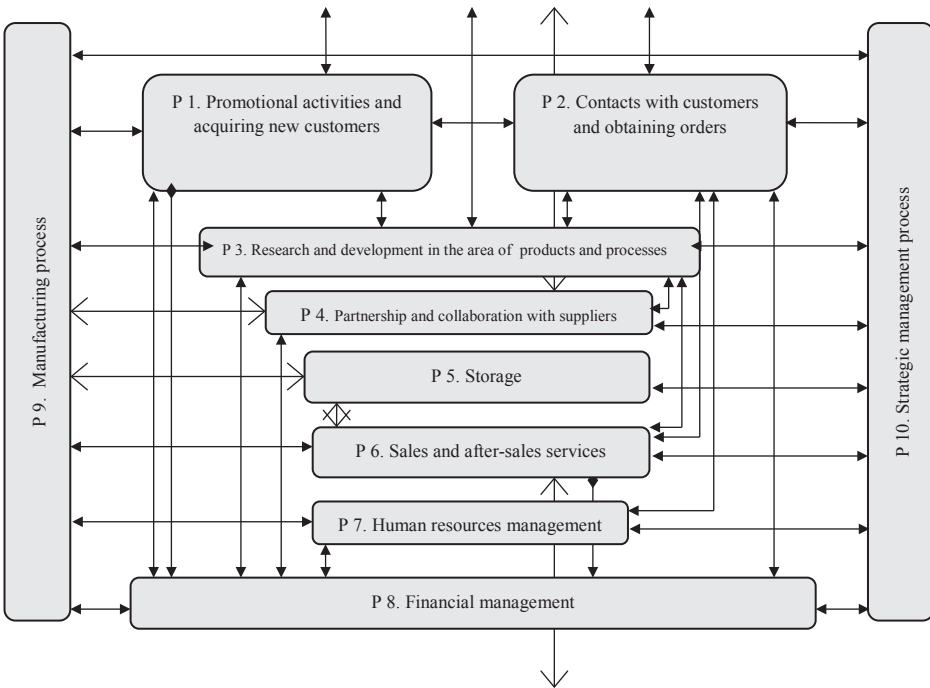 P 9.  Manufacturing process
P 1. Promotional activities and
acquiring new customers
P 2. Contacts with customers
and obtaining orders
P 3. Research and development in the area of  products and processes
P 4. Partnership and collaboration with suppliers
P 5. Storage
P 6. Sales and after-sales services
P 7. Human resources management
P 8. Financial management
P 10. Strategic management process